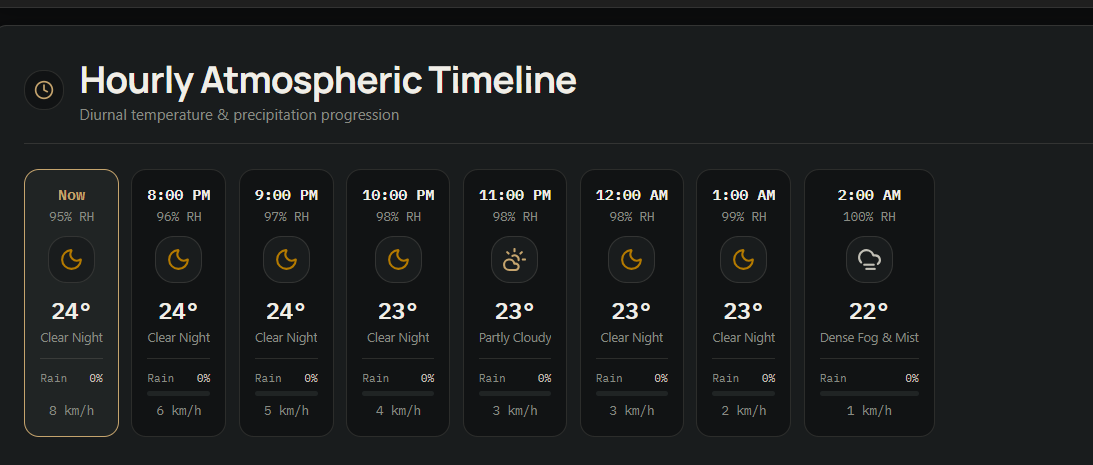 Hourly Atmospheric Timeline
Diurnal temperature & precipitation progression
Now
95% RH
24°
Clear Night
Rain 0%
8 km/h
8:00 PM
96% RH
24°
Clear Night
Rain 0%
6 km/h
9:00 PM
97% RH
24°
Clear Night
Rain 0%
5 km/h
10:00 PM
98% RH
23°
Clear Night
Rain 0%
4 km/h
11:00 PM
98% RH
23°
Partly Cloudy
Rain 0%
3 km/h
12:00 AM
98% RH
23°
Clear Night
Rain 0%
3 km/h
1:00 AM
99% RH
23°
Clear Night
Rain 0%
2 km/h
2:00 AM
100% RH
22°
Dense Fog & Mist
Rain 0%
1 km/h